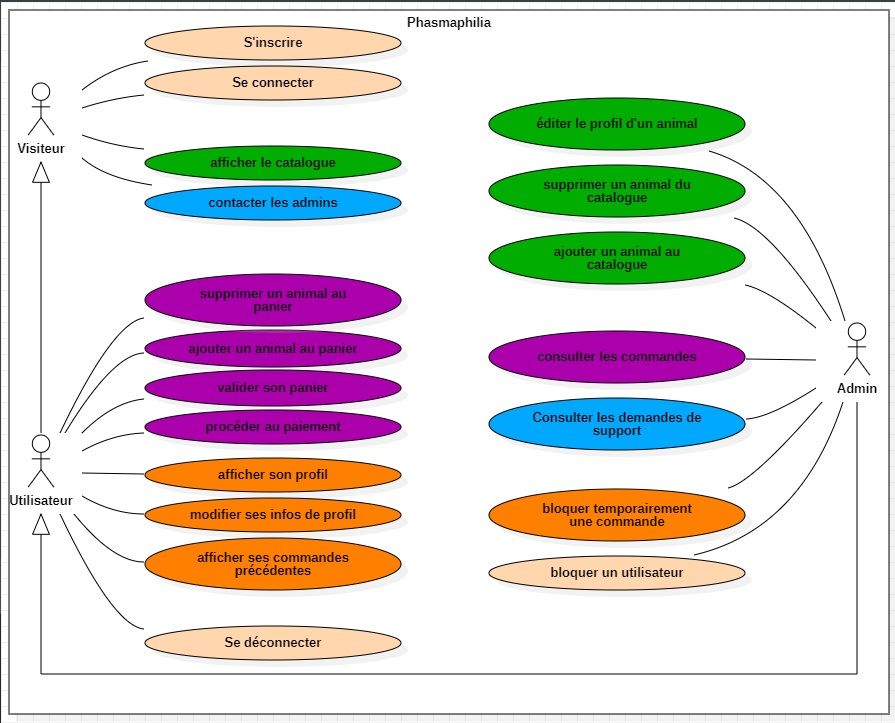 Phasmaphilia
S'inscrire
Se connecter
Visiteur
afficher le catalogue
contacter les admins
supprimer un animal au
panier
ajouter un animal au panier
valider son panier
procéder au paiement
Utilisateur
afficher son profil
modifier ses infos de profil
afficher ses commandes
précédentes
Se déconnecter
éditer le profil d'un animal
supprimer un animal du
catalogue
ajouter un animal au
catalogue
consulter les commandes
Admin
Consulter les demandes de
support
bloquer temporairement
une commande
bloquer un utilisateur